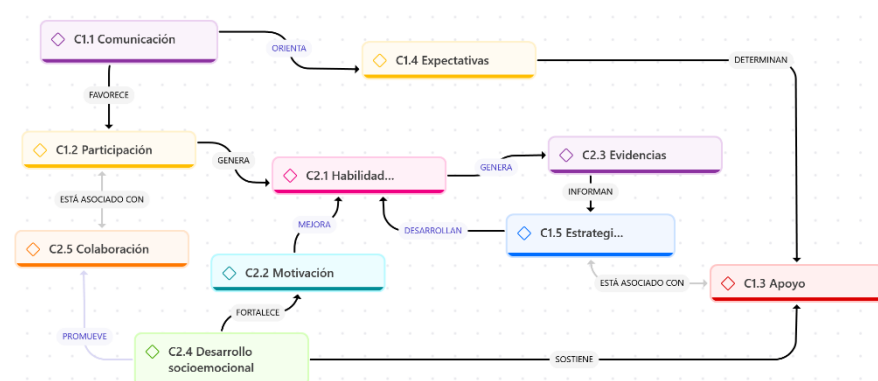 C1.1 Comunicación
ORIENTA
C1.4 Expectativas
DETERMINAN
FAVORECE
C1.2 Participación
GENERA
C2.1 Habilidad...
GENERA
C2.3 Evidencias
INFORMAN
ESTÁ ASOCIADO CON
MEJORA
DESARROLLAN
C1.5 Estrategi...
C2.5 Colaboración
C2.2 Motivación
ESTÁ ASOCIADO CON
C1.3 Apoyo
FORTALECE
PROMUEVE
C2.4 Desarrollo
socioemocional
SOSTIENE